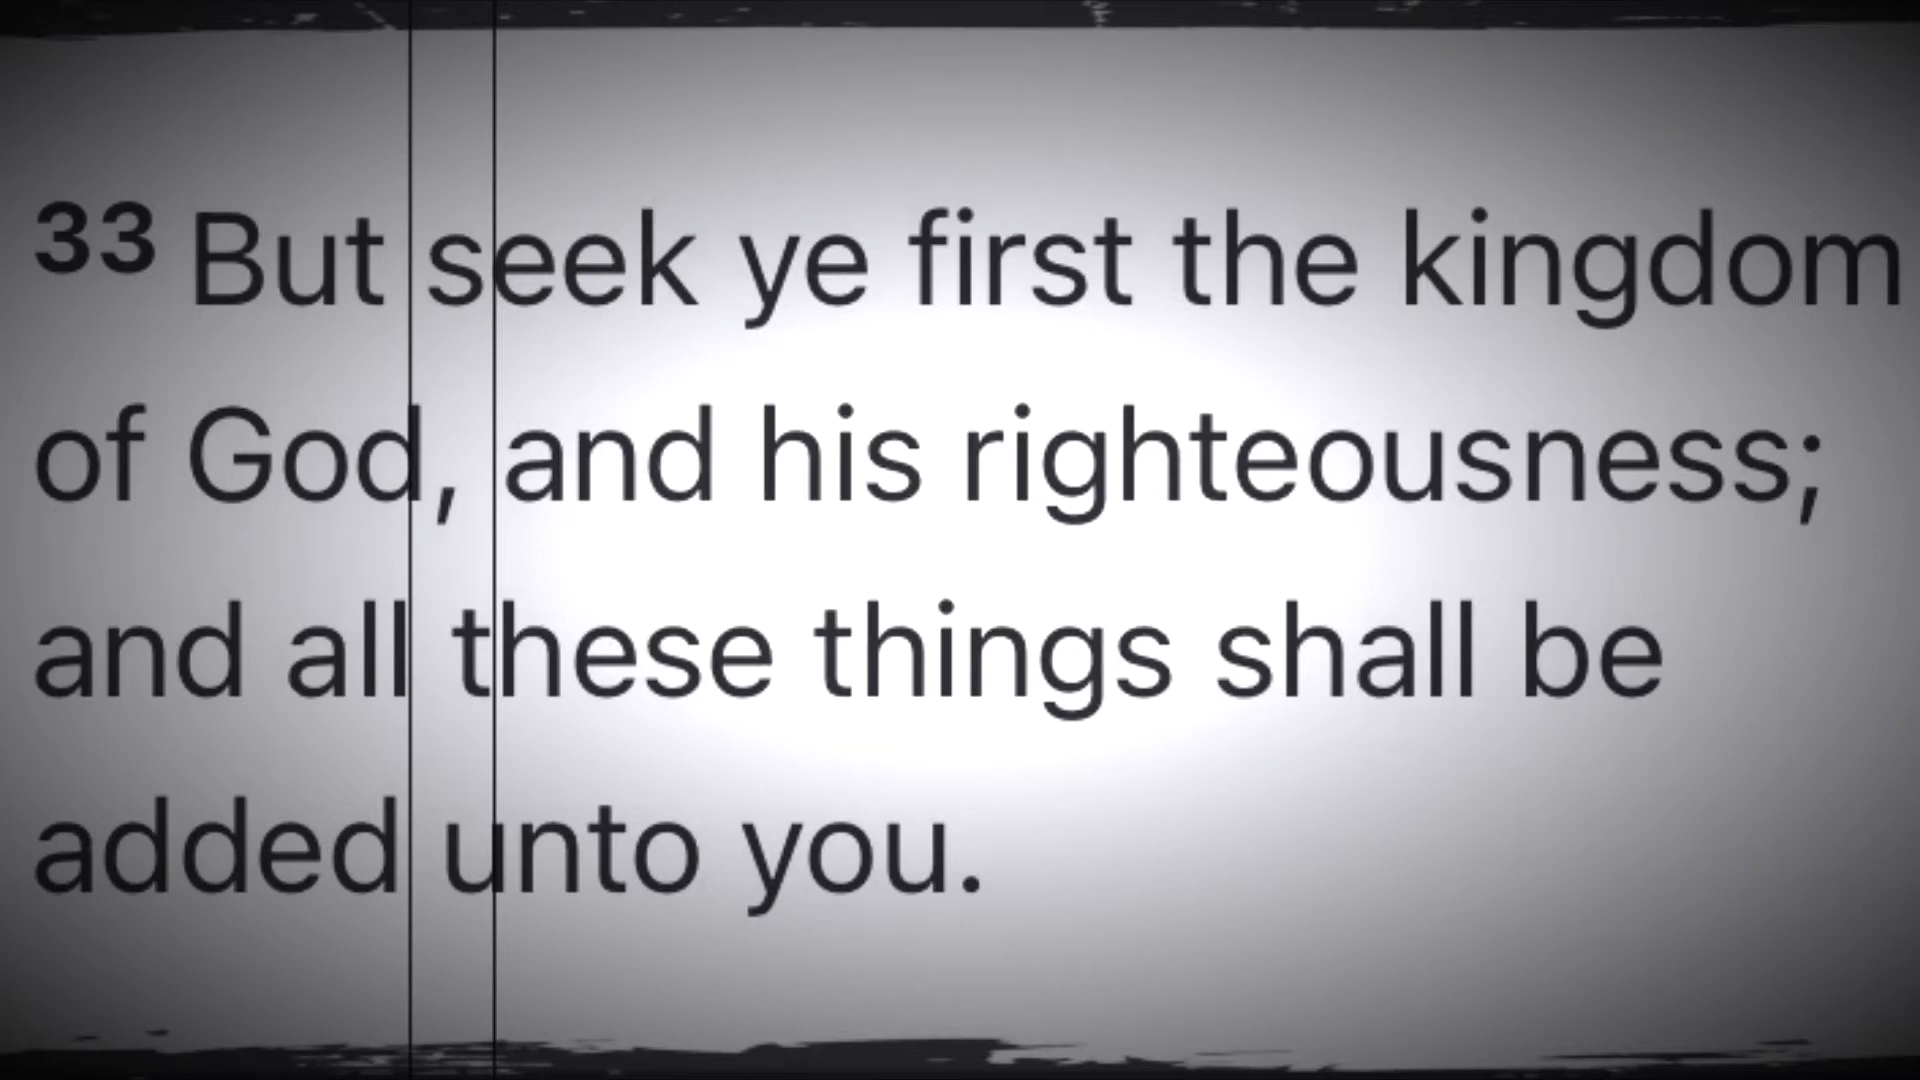 33 But seek ye first the kingdom
of God, and his righteousness;
and all these things shall be
added unto you.